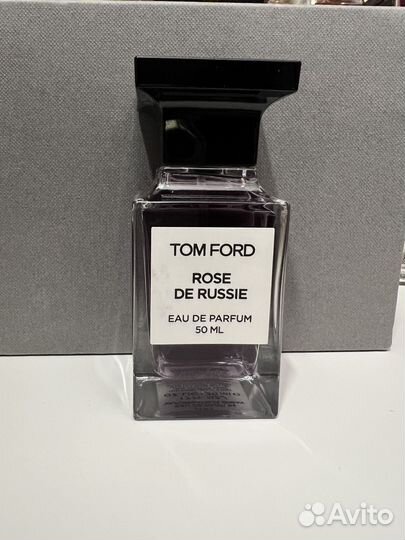 TOM FORD
ROSE
DE RUSSIE
EAU DE PARFUM
50 ML
Avito